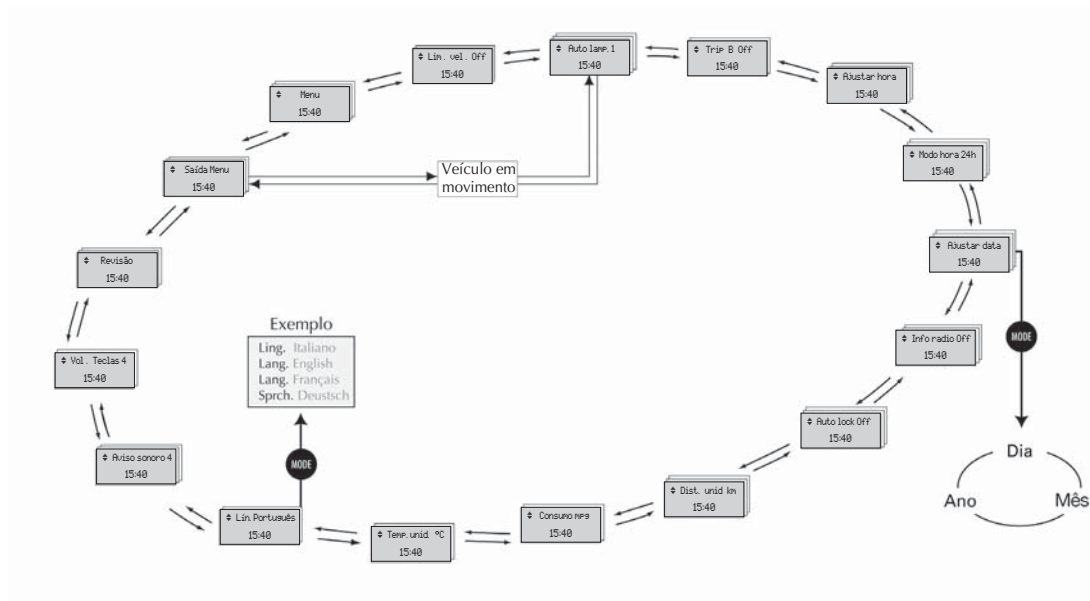 Lim. vel. Off
15:40
Auto lamp. 1
15:40
Trip B Off
15:40
Menu
15:40
Ajustar hora
15:40
Saída Menu
15:40
Veículo em
movimento
Modo hora 24h
15:40
Revisão
15:40
Ajustar data
15:40
MODE
Dia
Ano
Mês
Info radio Off
15:40
Vol. Teclas 4
15:40
Exemplo
Ling. Italiano
Lang. English
Lang. Français
Sprch. Deustsch
MODE
Auto lock Off
15:40
Aviso sonoro 4
15:40
Dist. unid km
15:40
Lín. Português
15:40
Consumo mpg
15:40
Temp. unid. °C
15:40